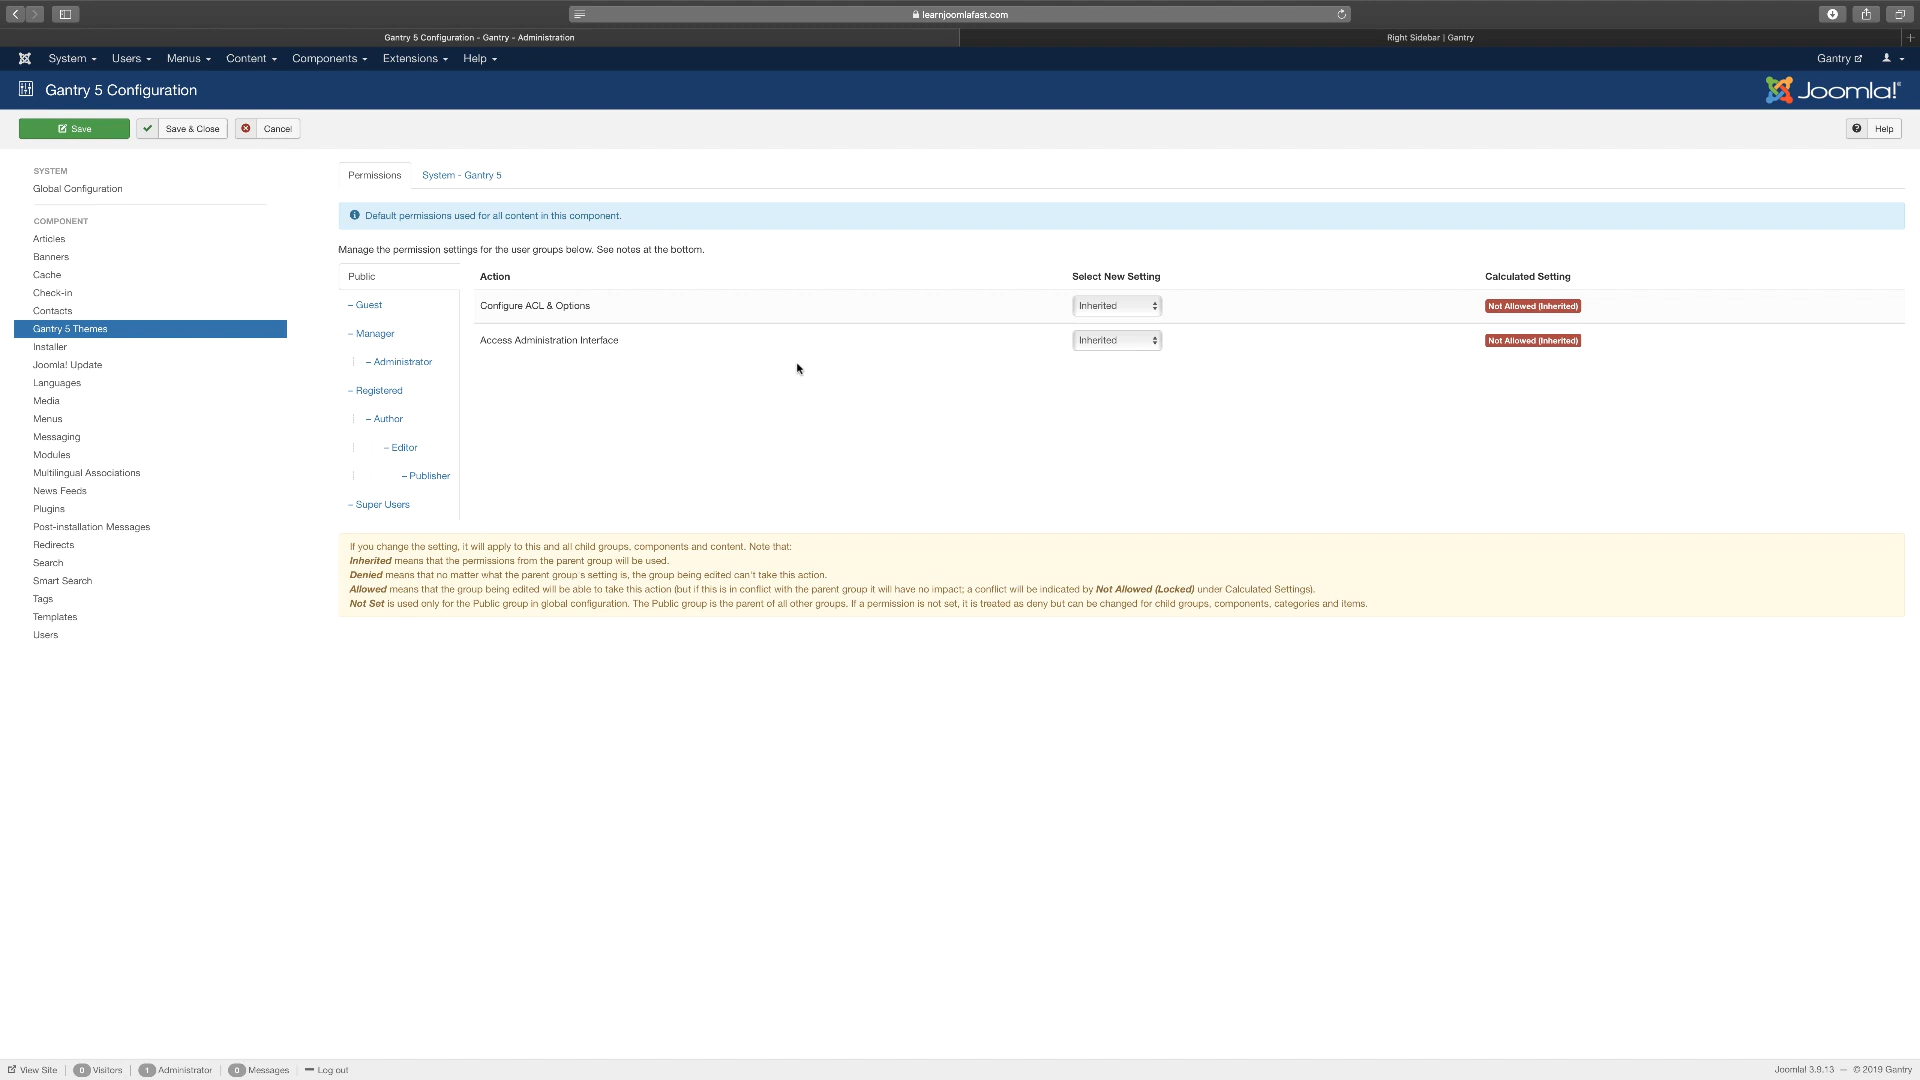 learnjoomlafast.com
Gantry 5 Configuration - Gantry - Administration
Right Sidebar | Gantry
System Users Menus Content Components Extensions Help
Gantry
Gantry 5 Configuration
Joomla!®
Save
Save & Close
Cancel
Help
SYSTEM
Global Configuration
COMPONENT
Articles
Banners
Cache
Check-in
Contacts
Gantry 5 Themes
Installer
Joomla! Update
Languages
Media
Menus
Messaging
Modules
Multilingual Associations
News Feeds
Plugins
Post-installation Messages
Redirects
Search
Smart Search
Tags
Templates
Users
Permissions
System - Gantry 5
Default permissions used for all content in this component.
Manage the permission settings for the user groups below. See notes at the bottom.
Public
– Guest
– Manager
– Administrator
– Registered
– Author
– Editor
– Publisher
– Super Users
Action Select New Setting Calculated Setting
Configure ACL & Options Inherited Not Allowed (Inherited)
Access Administration Interface Inherited Not Allowed (Inherited)
If you change the setting, it will apply to this and all child groups, components and content. Note that:
Inherited means that the permissions from the parent group will be used.
Denied means that no matter what the parent group's setting is, the group being edited can't take this action.
Allowed means that the group being edited will be able to take this action (but if this is in conflict with the parent group it will have no impact; a conflict will be indicated by Not Allowed (Locked) under Calculated Settings).
Not Set is used only for the Public group in global configuration. The Public group is the parent of all other groups. If a permission is not set, it is treated as deny but can be changed for child groups, components, categories and items.
View Site
0 Visitors
1 Administrator
0 Messages
Log out
Joomla! 3.9.13 — © 2019 Gantry